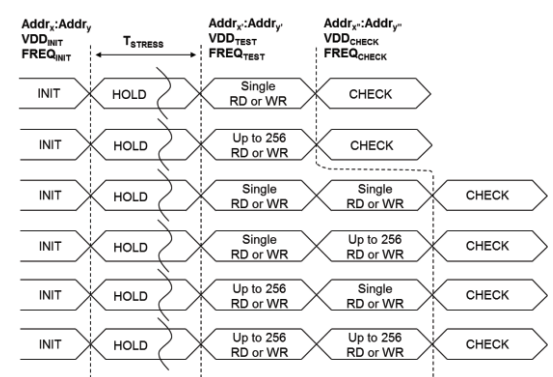 Addrx:Addry
VDDINIT
FREQINIT
TSTRESS
Addrx':Addry'
VDDTEST
FREQTEST
Addrx":Addry"
VDDCHECK
FREQCHECK
INIT
HOLD
Single
RD or WR
CHECK
INIT
HOLD
Up to 256
RD or WR
CHECK
INIT
HOLD
Single
RD or WR
Single
RD or WR
CHECK
INIT
HOLD
Single
RD or WR
Up to 256
RD or WR
CHECK
INIT
HOLD
Up to 256
RD or WR
Single
RD or WR
CHECK
INIT
HOLD
Up to 256
RD or WR
Up to 256
RD or WR
CHECK